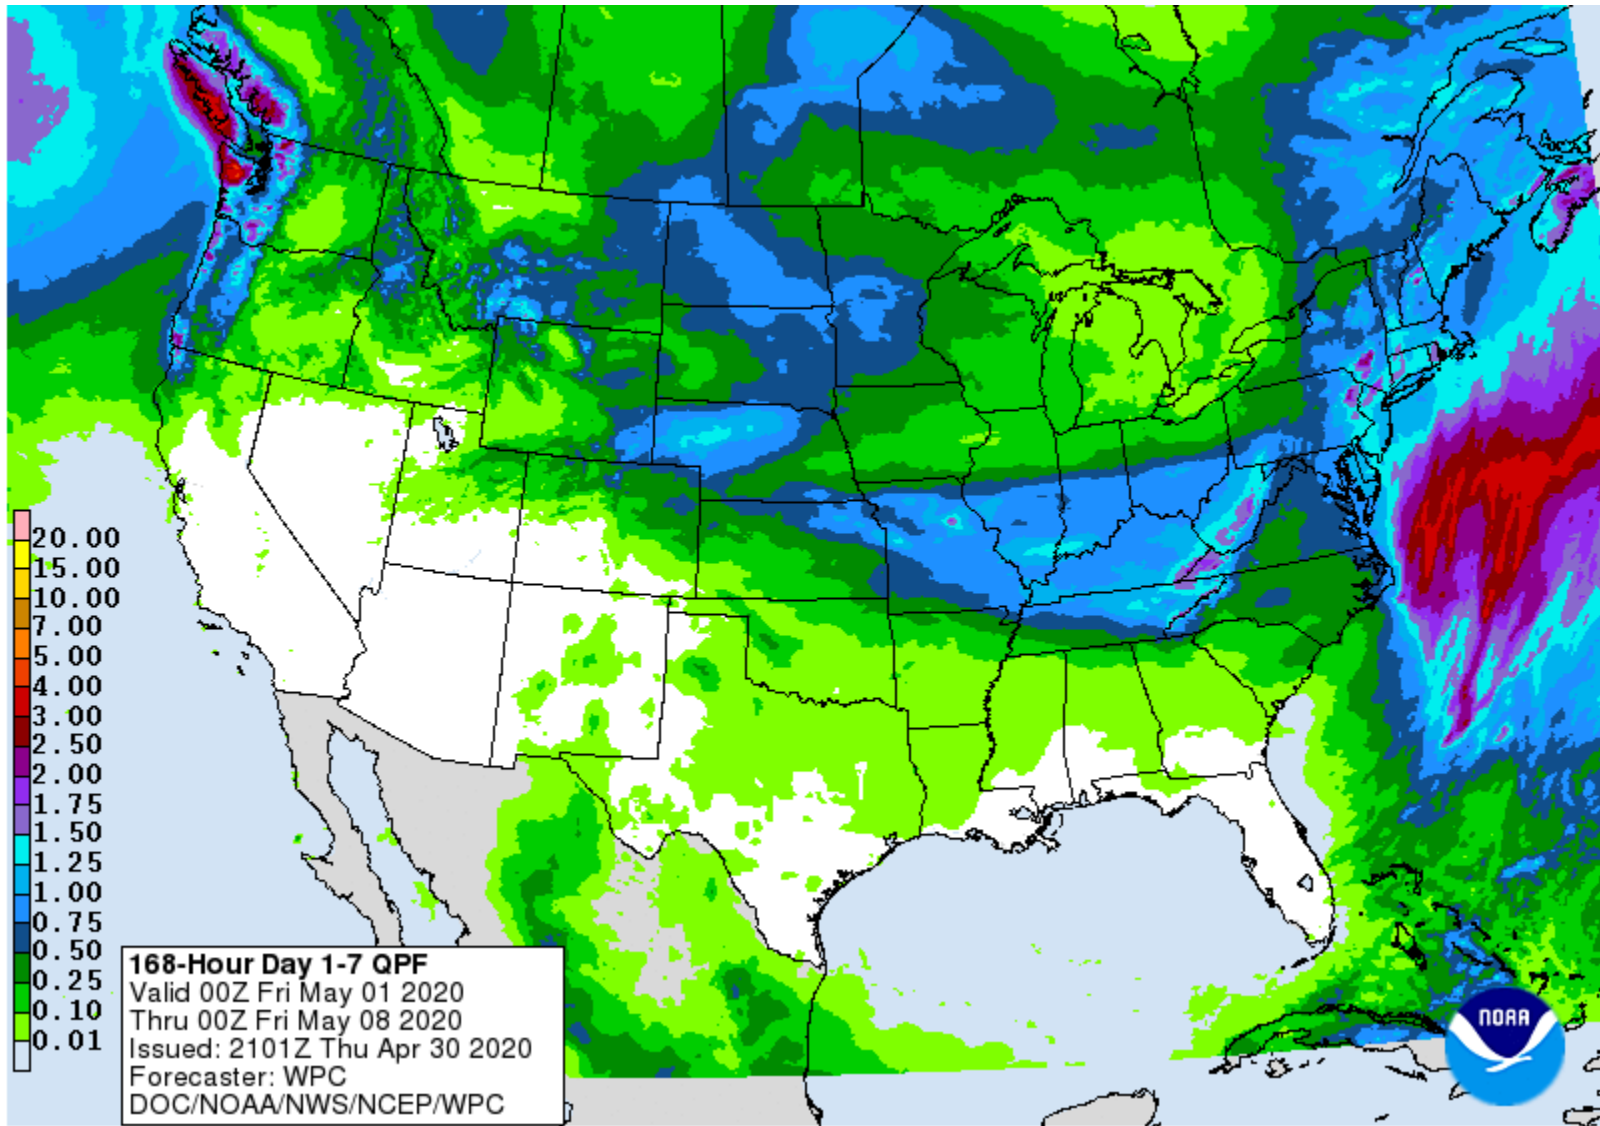 20.00
15.00
10.00
7.00
5.00
4.00
3.00
2.50
2.00
1.75
1.50
1.25
1.00
0.75
0.50
0.25
0.10
0.01
168-Hour Day 1-7 QPF
Valid 00Z Fri May 01 2020
Thru 00Z Fri May 08 2020
Issued: 2101Z Thu Apr 30 2020
Forecaster: WPC
DOC/NOAA/NWS/NCEP/WPC
NOAA